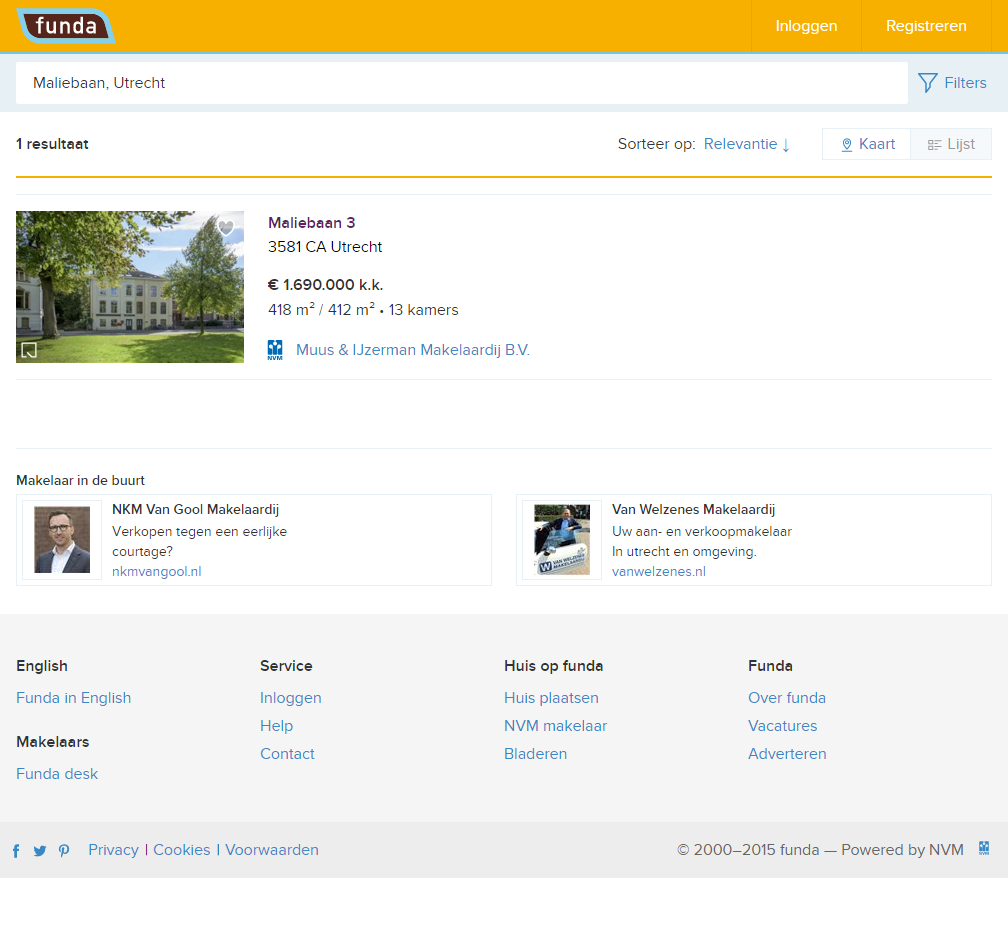 funda
Inloggen
Registreren
Maliebaan, Utrecht
Filters
1 resultaat
Sorteer op: Relevantie ↓
Kaart
Lijst
Maliebaan 3
3581 CA Utrecht
€ 1.690.000 k.k.
418 m² / 412 m² • 13 kamers
NVM
Muus & IJzerman Makelaardij B.V.
Makelaar in de buurt
NKM Van Gool Makelaardij
Verkopen tegen een eerlijke
courtage?
nkmvangool.nl
VAN WELZENES
MAKELAARDIJ
Van Welzenes Makelaardij
Uw aan- en verkoopmakelaar
In utrecht en omgeving.
vanwelzenes.nl
English
Funda in English
Makelaars
Funda desk
Service
Inloggen
Help
Contact
Huis op funda
Huis plaatsen
NVM makelaar
Bladeren
Funda
Over funda
Vacatures
Adverteren
Privacy | Cookies | Voorwaarden
© 2000–2015 funda — Powered by NVM